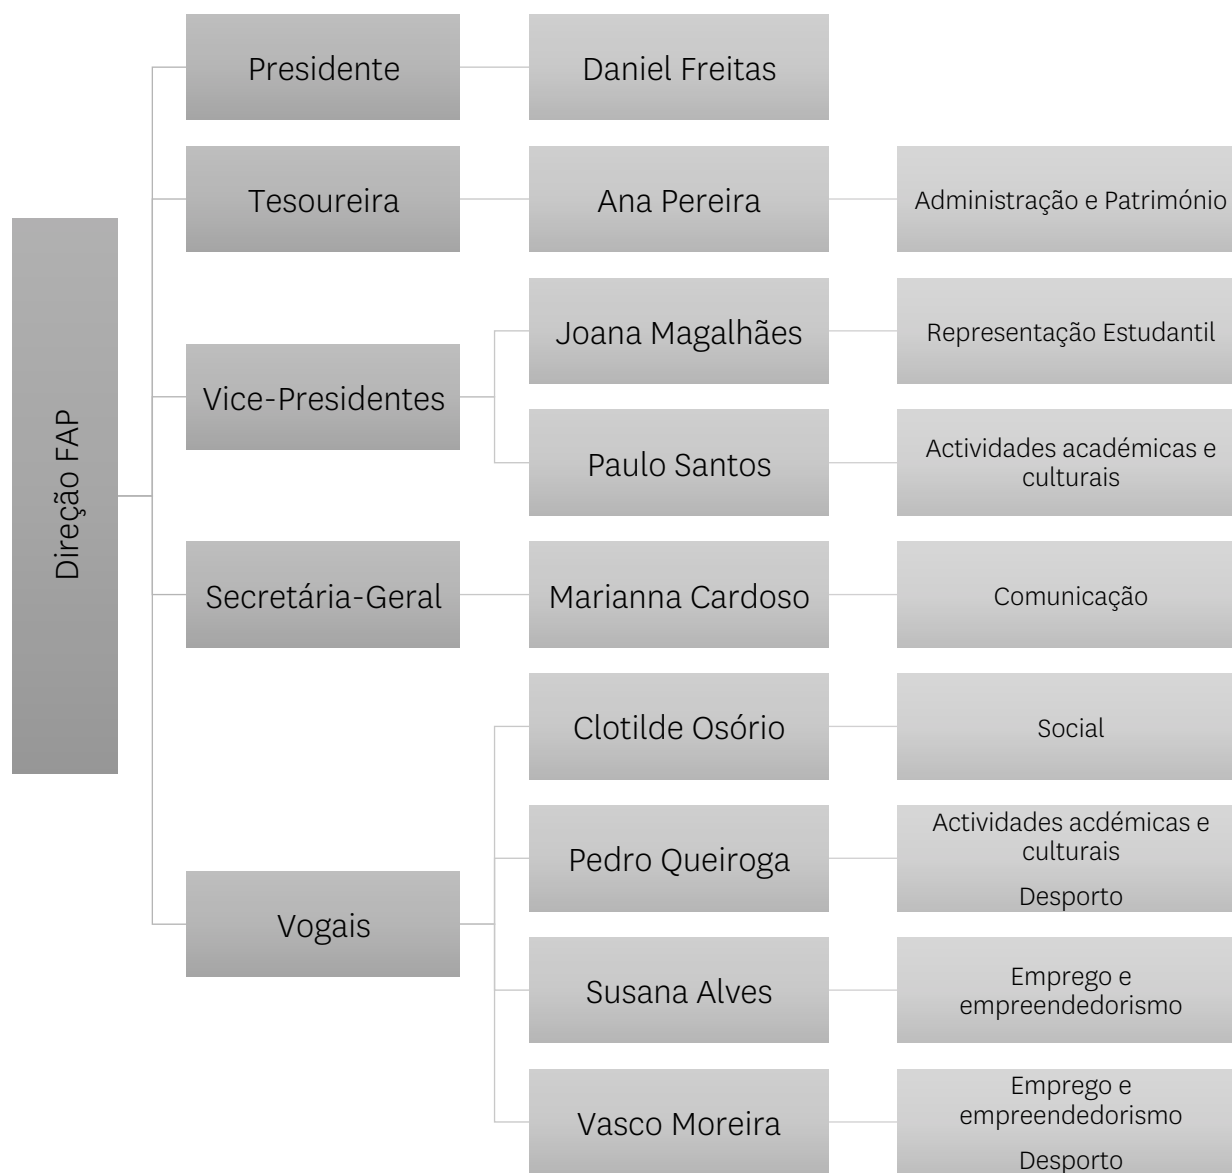 Direção FAP
Presidente
Daniel Freitas
Tesoureira
Ana Pereira
Administração e Património
Vice-Presidentes
Joana Magalhães
Representação Estudantil
Paulo Santos
Actividades académicas e
culturais
Secretária-Geral
Marianna Cardoso
Comunicação
Vogais
Clotilde Osório
Social
Pedro Queiroga
Actividades acdémicas e
culturais
Desporto
Susana Alves
Emprego e
empreendedorismo
Vasco Moreira
Emprego e
empreendedorismo
Desporto